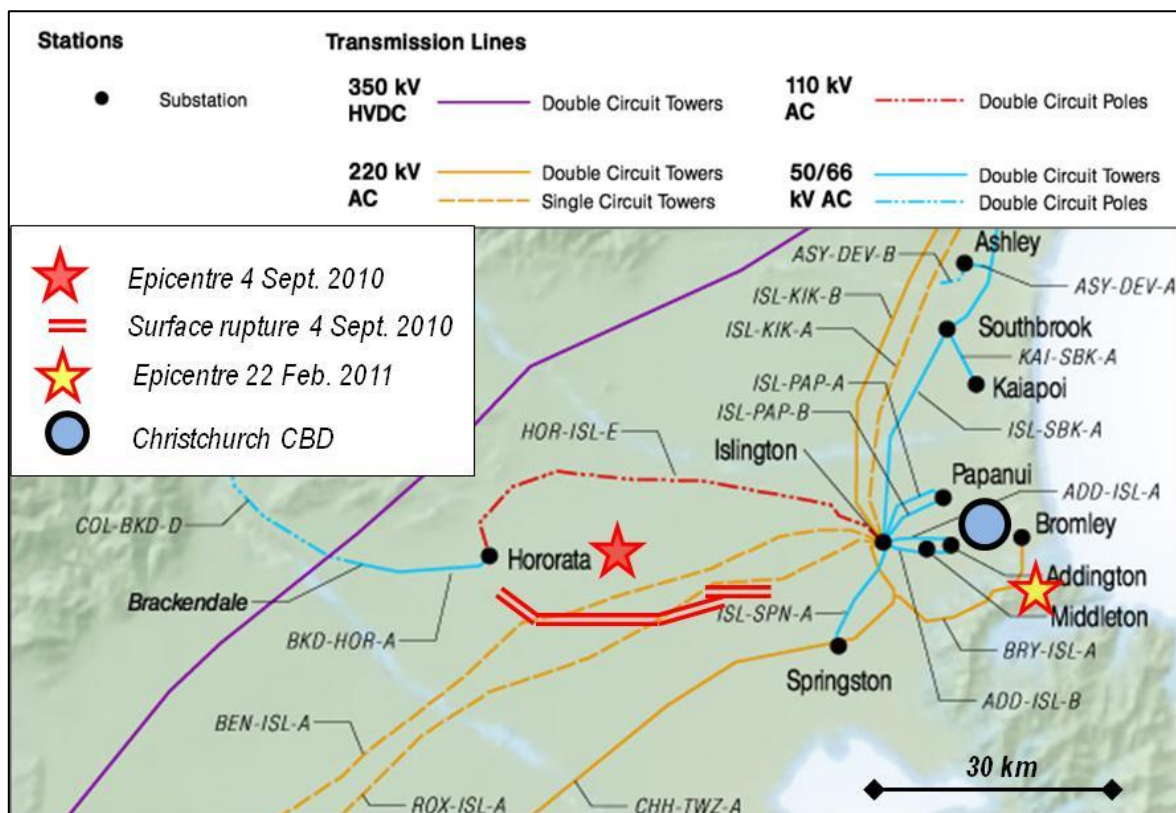 Stations
Transmission Lines
Substation
350 kV
HVDC
Double Circuit Towers
110 kV
AC
Double Circuit Poles
220 kV
AC
Double Circuit Towers
Single Circuit Towers
50/66
kV AC
Double Circuit Towers
Double Circuit Poles
Epicentre 4 Sept. 2010
Surface rupture 4 Sept. 2010
Epicentre 22 Feb. 2011
Christchurch CBD
Ashley
ASY-DEV-B
ASY-DEV-A
ISL-KIK-B
ISL-KIK-A
Southbrook
KAI-SBK-A
ISL-PAP-A
Kaiapoi
ISL-PAP-B
ISL-SBK-A
HOR-ISL-E
Islington
Papanui
ADD-ISL-A
COL-BKD-D
Bromley
Hororata
Addington
Brackendale
Middleton
ISL-SPN-A
BKD-HOR-A
BRY-ISL-A
Springston
ADD-ISL-B
BEN-ISL-A
30 km
ROX-ISL-A
CHH-TWZ-A